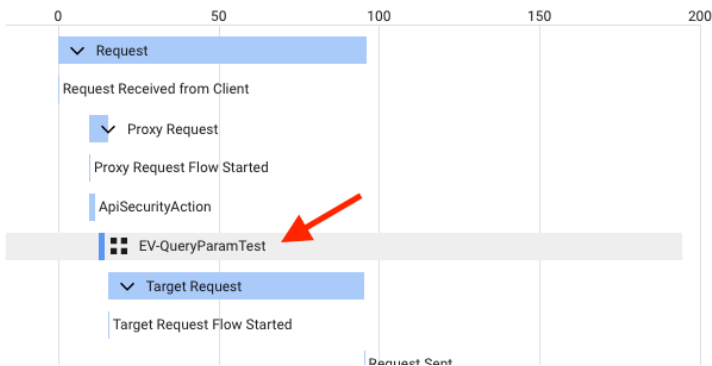 0 50 100 150 200
Request
Request Received from Client
Proxy Request
Proxy Request Flow Started
ApiSecurityAction
EV-QueryParamTest
Target Request
Target Request Flow Started
Request Sent